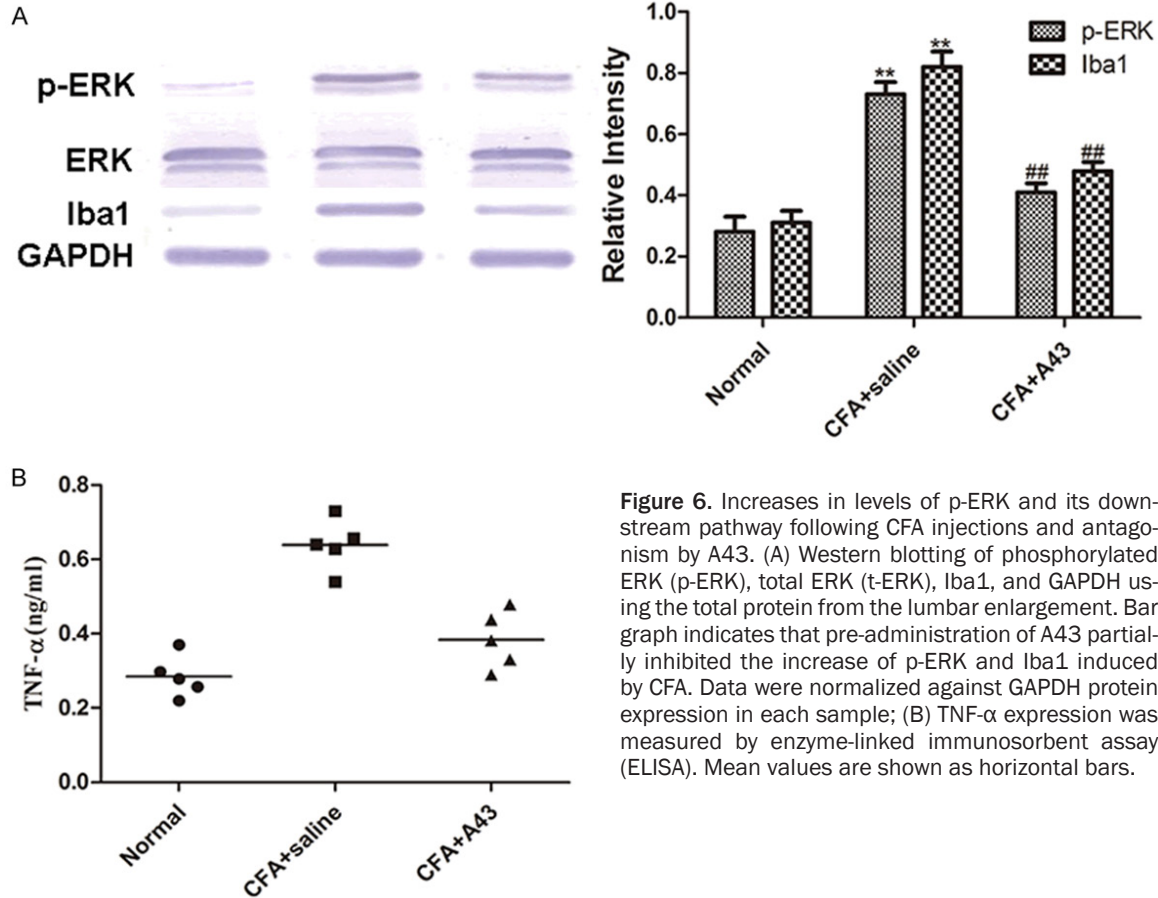 A
p-ERK
ERK
Iba1
GAPDH
Relative Intensity
1.0
0.8
0.6
0.4
0.2
0.0
**
**
##
##
p-ERK
Iba1
Normal
CFA+saline
CFA+A43
B
TNF-α(ng/ml)
0.8
0.6
0.4
0.2
0.0
Normal
CFA+saline
CFA+A43
Figure 6. Increases in levels of p-ERK and its down-
stream pathway following CFA injections and antago-
nism by A43. (A) Western blotting of phosphorylated
ERK (p-ERK), total ERK (t-ERK), Iba1, and GAPDH us-
ing the total protein from the lumbar enlargement. Bar
graph indicates that pre-administration of A43 partial-
ly inhibited the increase of p-ERK and Iba1 induced
by CFA. Data were normalized against GAPDH protein
expression in each sample; (B) TNF-α expression was
measured by enzyme-linked immunosorbent assay
(ELISA). Mean values are shown as horizontal bars.